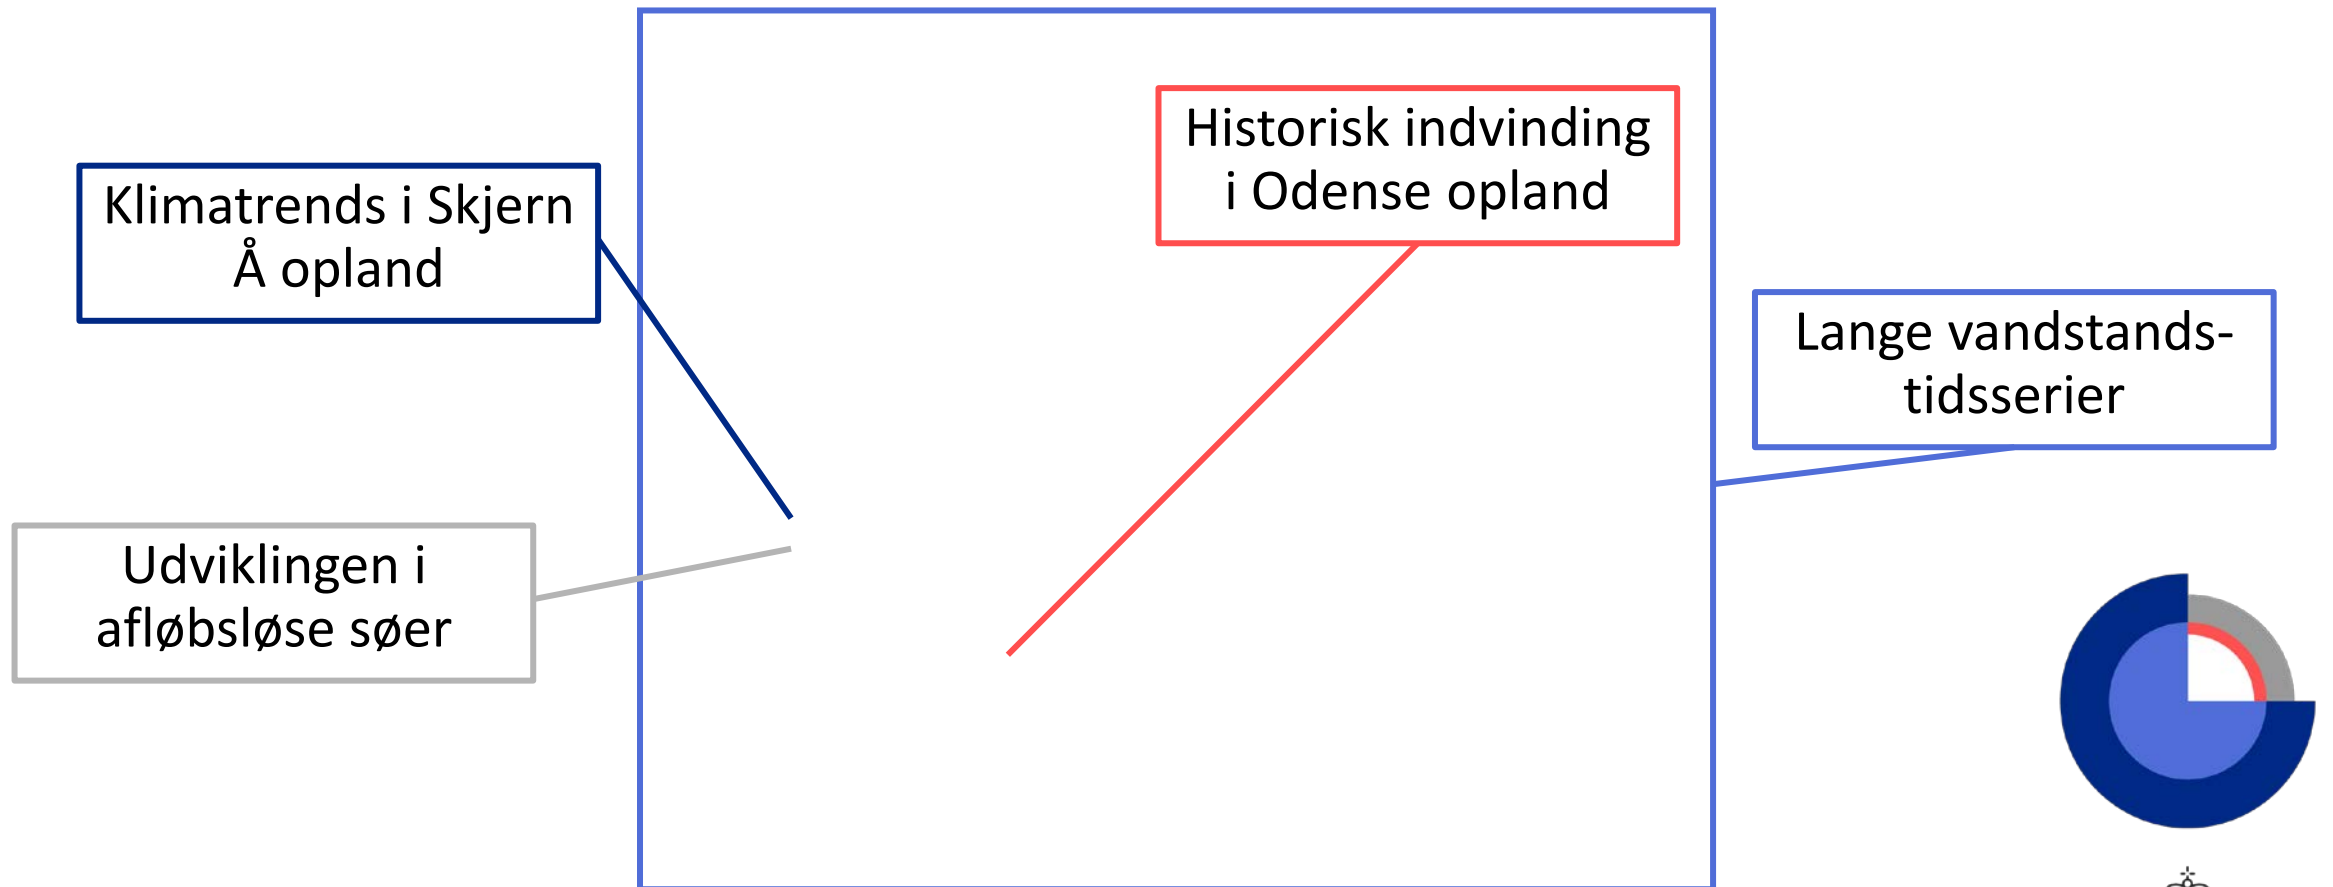 Historisk indvinding
i Odense opland
Klimatrends i Skjern
Å opland
Lange vandstands-
tidsserier
Udviklingen i
afløbsløse søer